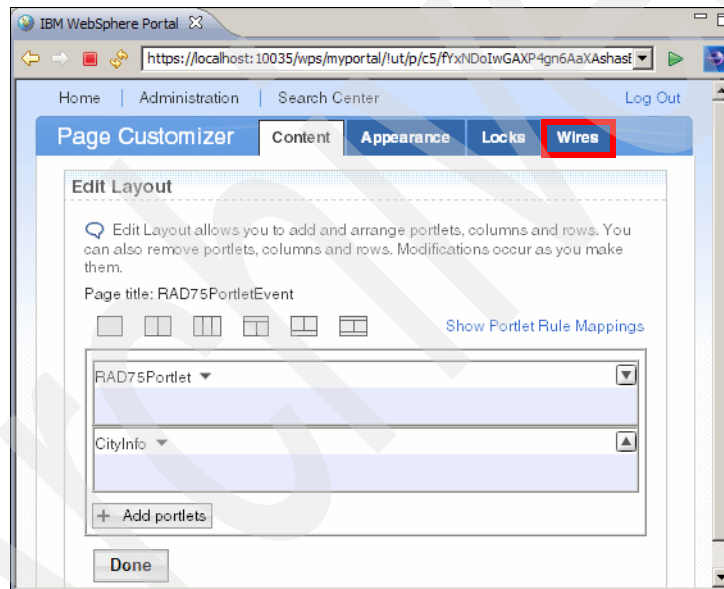 IBM WebSphere Portal
https://localhost:10035/wps/myportal/!ut/p/c5/fYxNDoIwGAXP4gn6AaXAshasE
Home | Administration | Search Center Log Out
Page Customizer Content Appearance Locks Wires
Edit Layout
Edit Layout allows you to add and arrange portlets, columns and rows. You
can also remove portlets, columns and rows. Modifications occur as you make
them.
Page title: RAD75PortletEvent
Show Portlet Rule Mappings
RAD75Portlet
CityInfo
+ Add portlets
Done